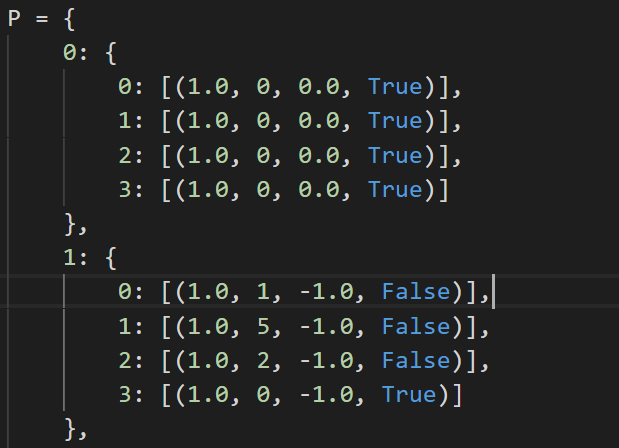 P = {
    0: {
        0: [(1.0, 0, 0.0, True)],
        1: [(1.0, 0, 0.0, True)],
        2: [(1.0, 0, 0.0, True)],
        3: [(1.0, 0, 0.0, True)]
    },
    1: {
        0: [(1.0, 1, -1.0, False)],
        1: [(1.0, 5, -1.0, False)],
        2: [(1.0, 2, -1.0, False)],
        3: [(1.0, 0, -1.0, True)]
    },